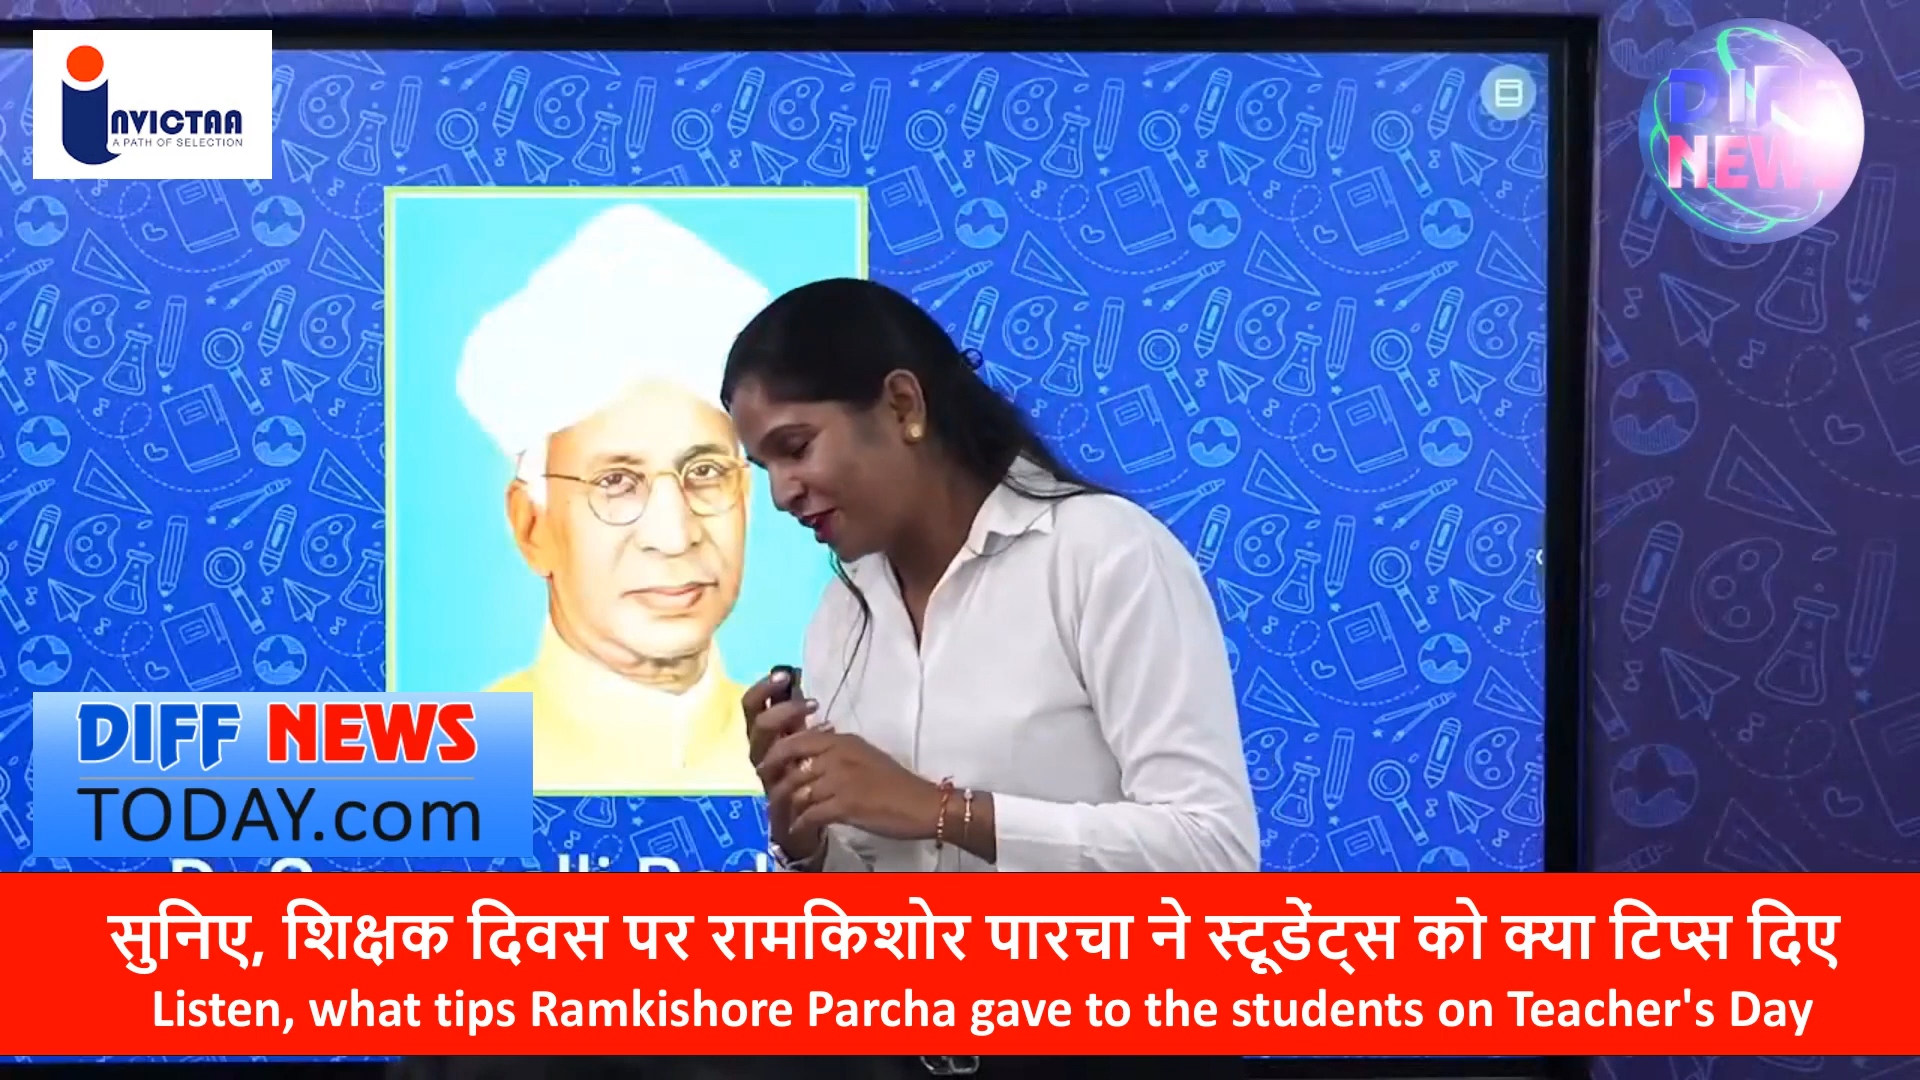 INVICTAA
A PATH OF SELECTION
DIFF
NEWS
DIFF NEWS
TODAY.com
सुनिए, शिक्षक दिवस पर रामकिशोर पारचा ने स्टूडेंट्स को क्या टिप्स दिए
Listen, what tips Ramkishore Parcha gave to the students on Teacher's Day